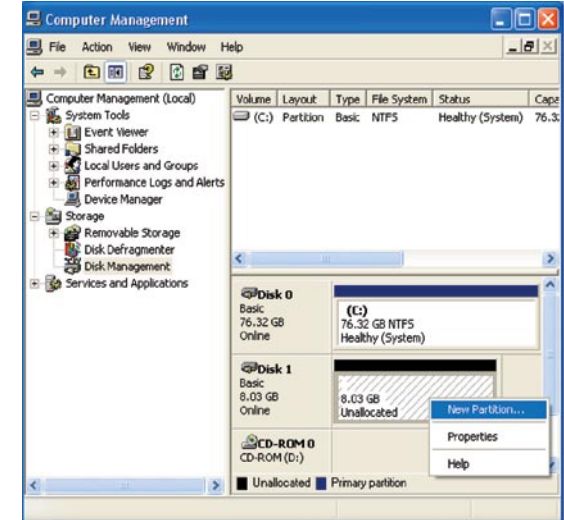 Computer Management
File Action View Window Help
Computer Management (Local)
System Tools
Event Viewer
Shared Folders
Local Users and Groups
Performance Logs and Alerts
Device Manager
Storage
Removable Storage
Disk Defragmenter
Disk Management
Services and Applications
Volume Layout Type File System Status Capa
(C:) Partition Basic NTFS Healthy (System) 76.3
Disk 0
Basic
76.32 GB
Online
(C:)
76.32 GB NTFS
Healthy (System)
Disk 1
Basic
8.03 GB
Online
8.03 GB
Unallocated
New Partition...
Properties
Help
CD-ROM 0
CD-ROM (D:)
Unallocated Primary partition